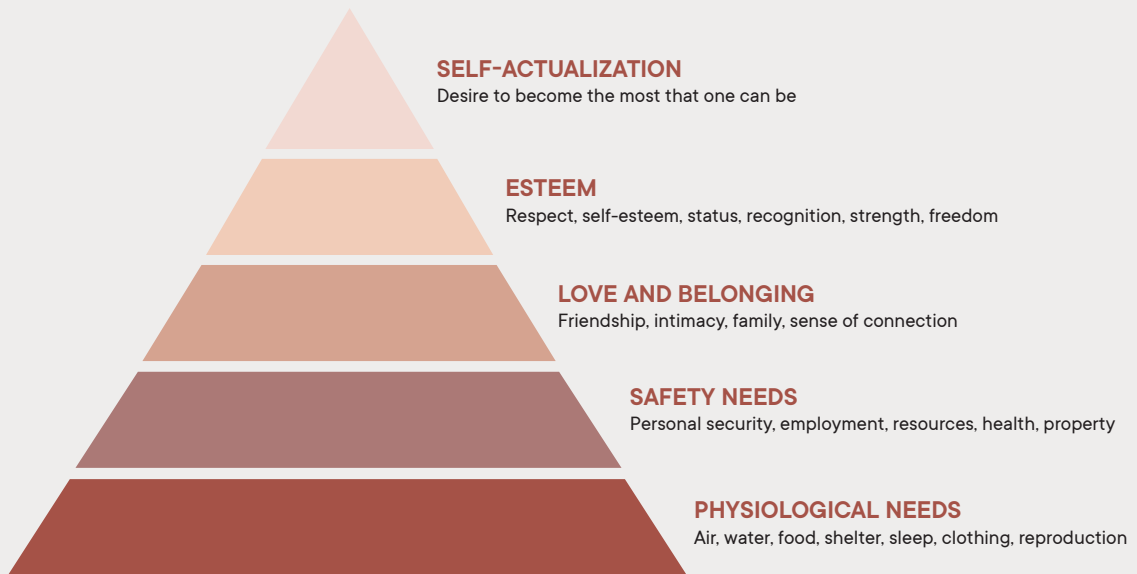 SELF-ACTUALIZATION
Desire to become the most that one can be
ESTEEM
Respect, self-esteem, status, recognition, strength, freedom
LOVE AND BELONGING
Friendship, intimacy, family, sense of connection
SAFETY NEEDS
Personal security, employment, resources, health, property
PHYSIOLOGICAL NEEDS
Air, water, food, shelter, sleep, clothing, reproduction